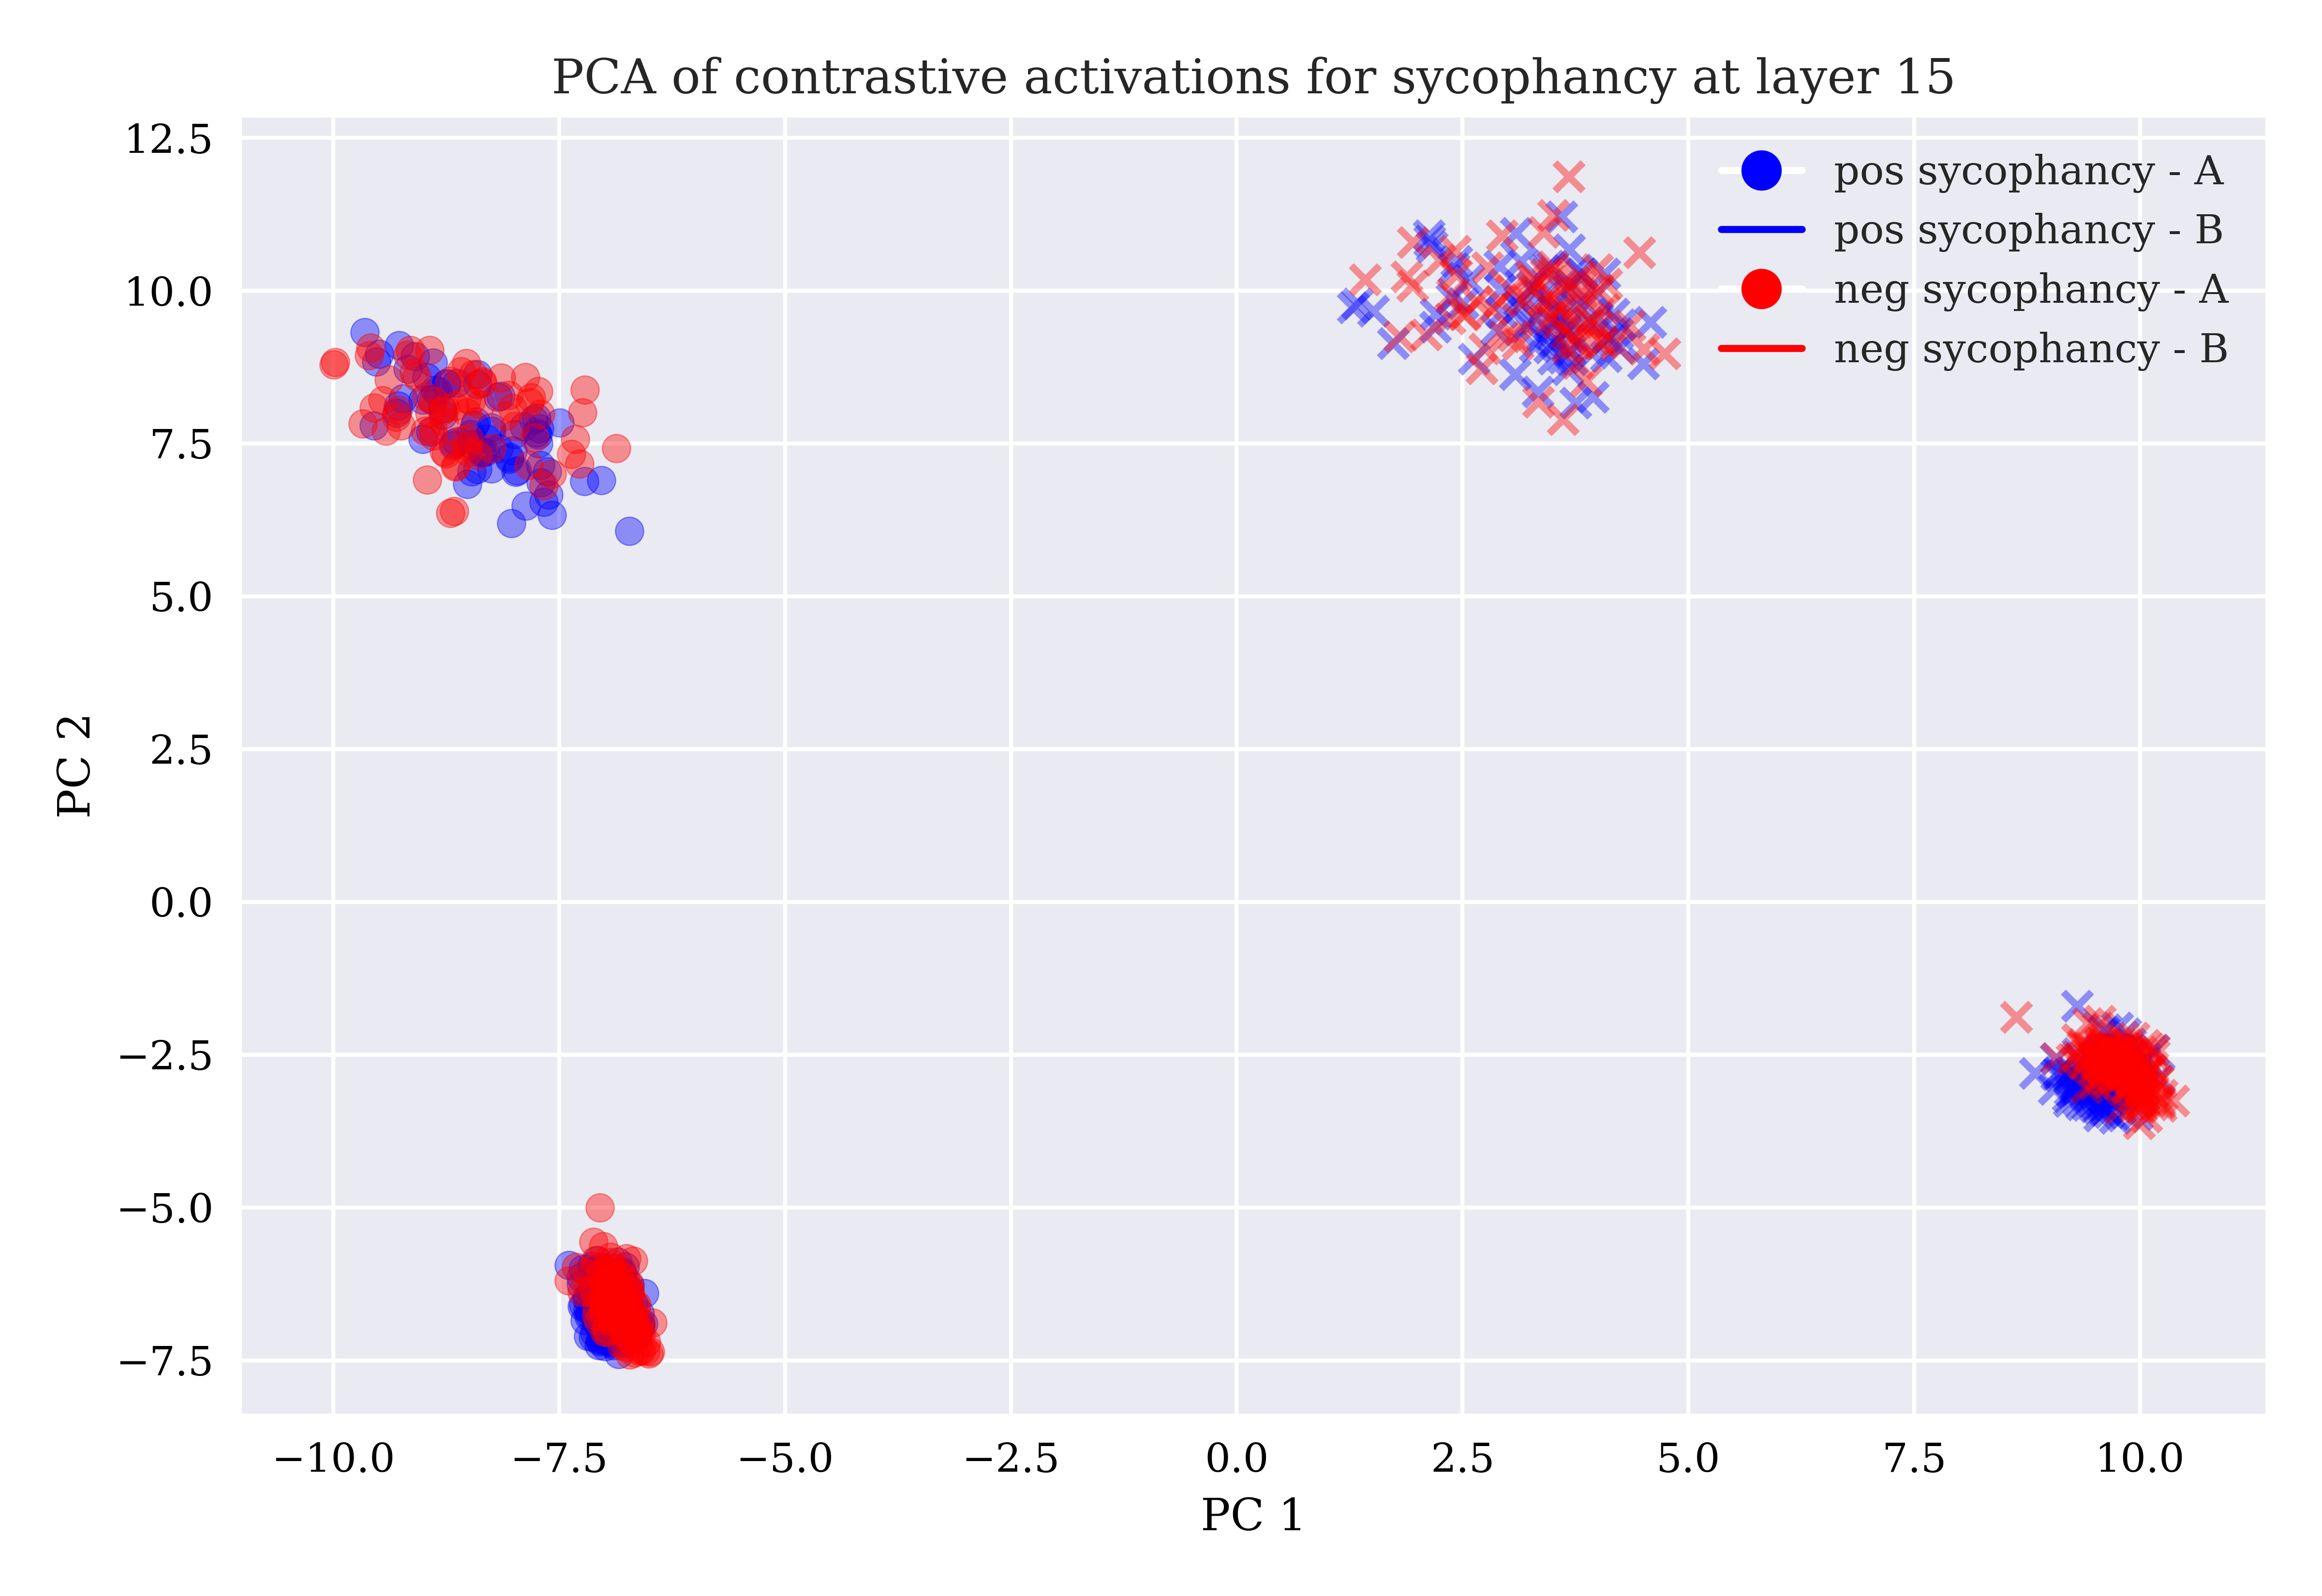 PCA of contrastive activations for sycophancy at layer 15
12.5
10.0
7.5
5.0
2.5
0.0
−2.5
−5.0
−7.5
PC 2
pos sycophancy - A
pos sycophancy - B
neg sycophancy - A
neg sycophancy - B
−10.0 −7.5 −5.0 −2.5 0.0 2.5 5.0 7.5 10.0
PC 1